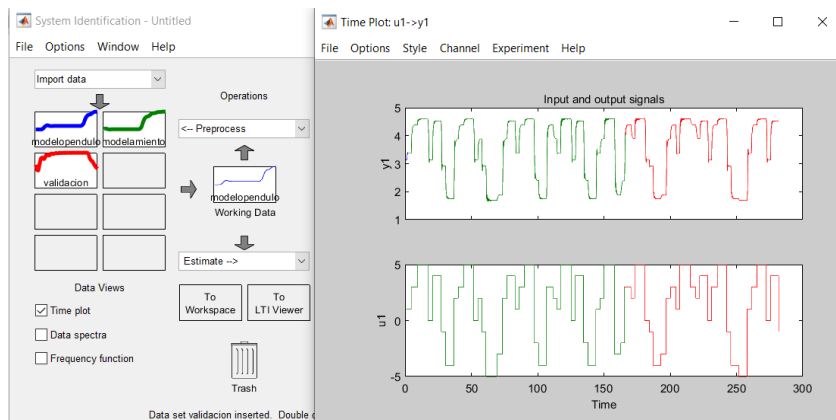 System Identification - Untitled
File Options Window Help
Import data
Operations
modelopendulo modelamiento
<-- Preprocess
validacion
modelopendulo
Working Data
Estimate -->
Data Views
To Workspace
To LTI Viewer
Time plot
Data spectra
Frequency function
Trash
Data set validacion inserted. Double
Time Plot: u1->y1
File Options Style Channel Experiment Help
Input and output signals
5
4
3
2
1
y1
5
0
-5
u1
0 50 100 150 200 250 300
Time